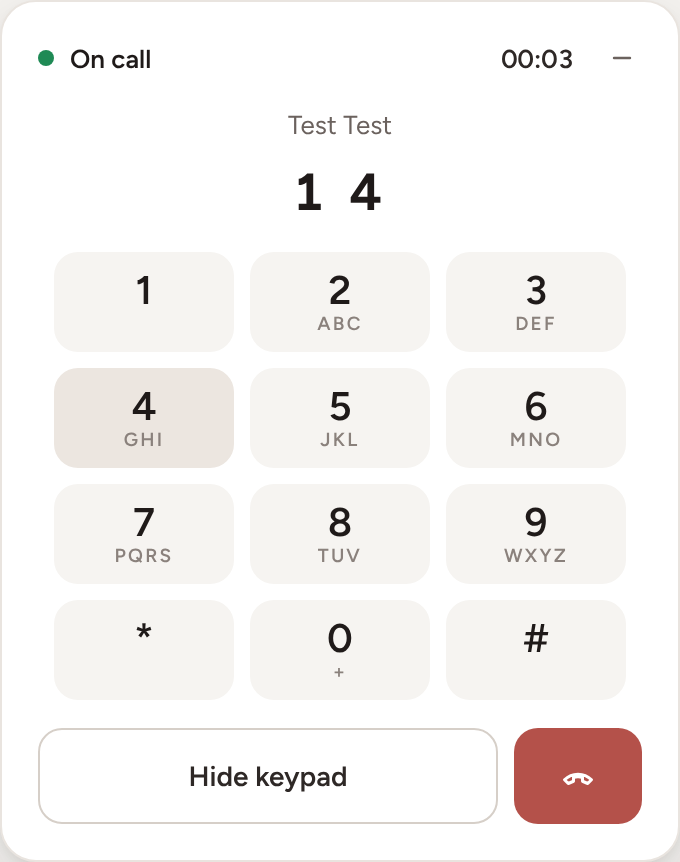 On call 00:03
Test Test
1 4
1 2 3
ABC DEF
4 5 6
GHI JKL MNO
7 8 9
PQRS TUV WXYZ
* 0 #
+
Hide keypad